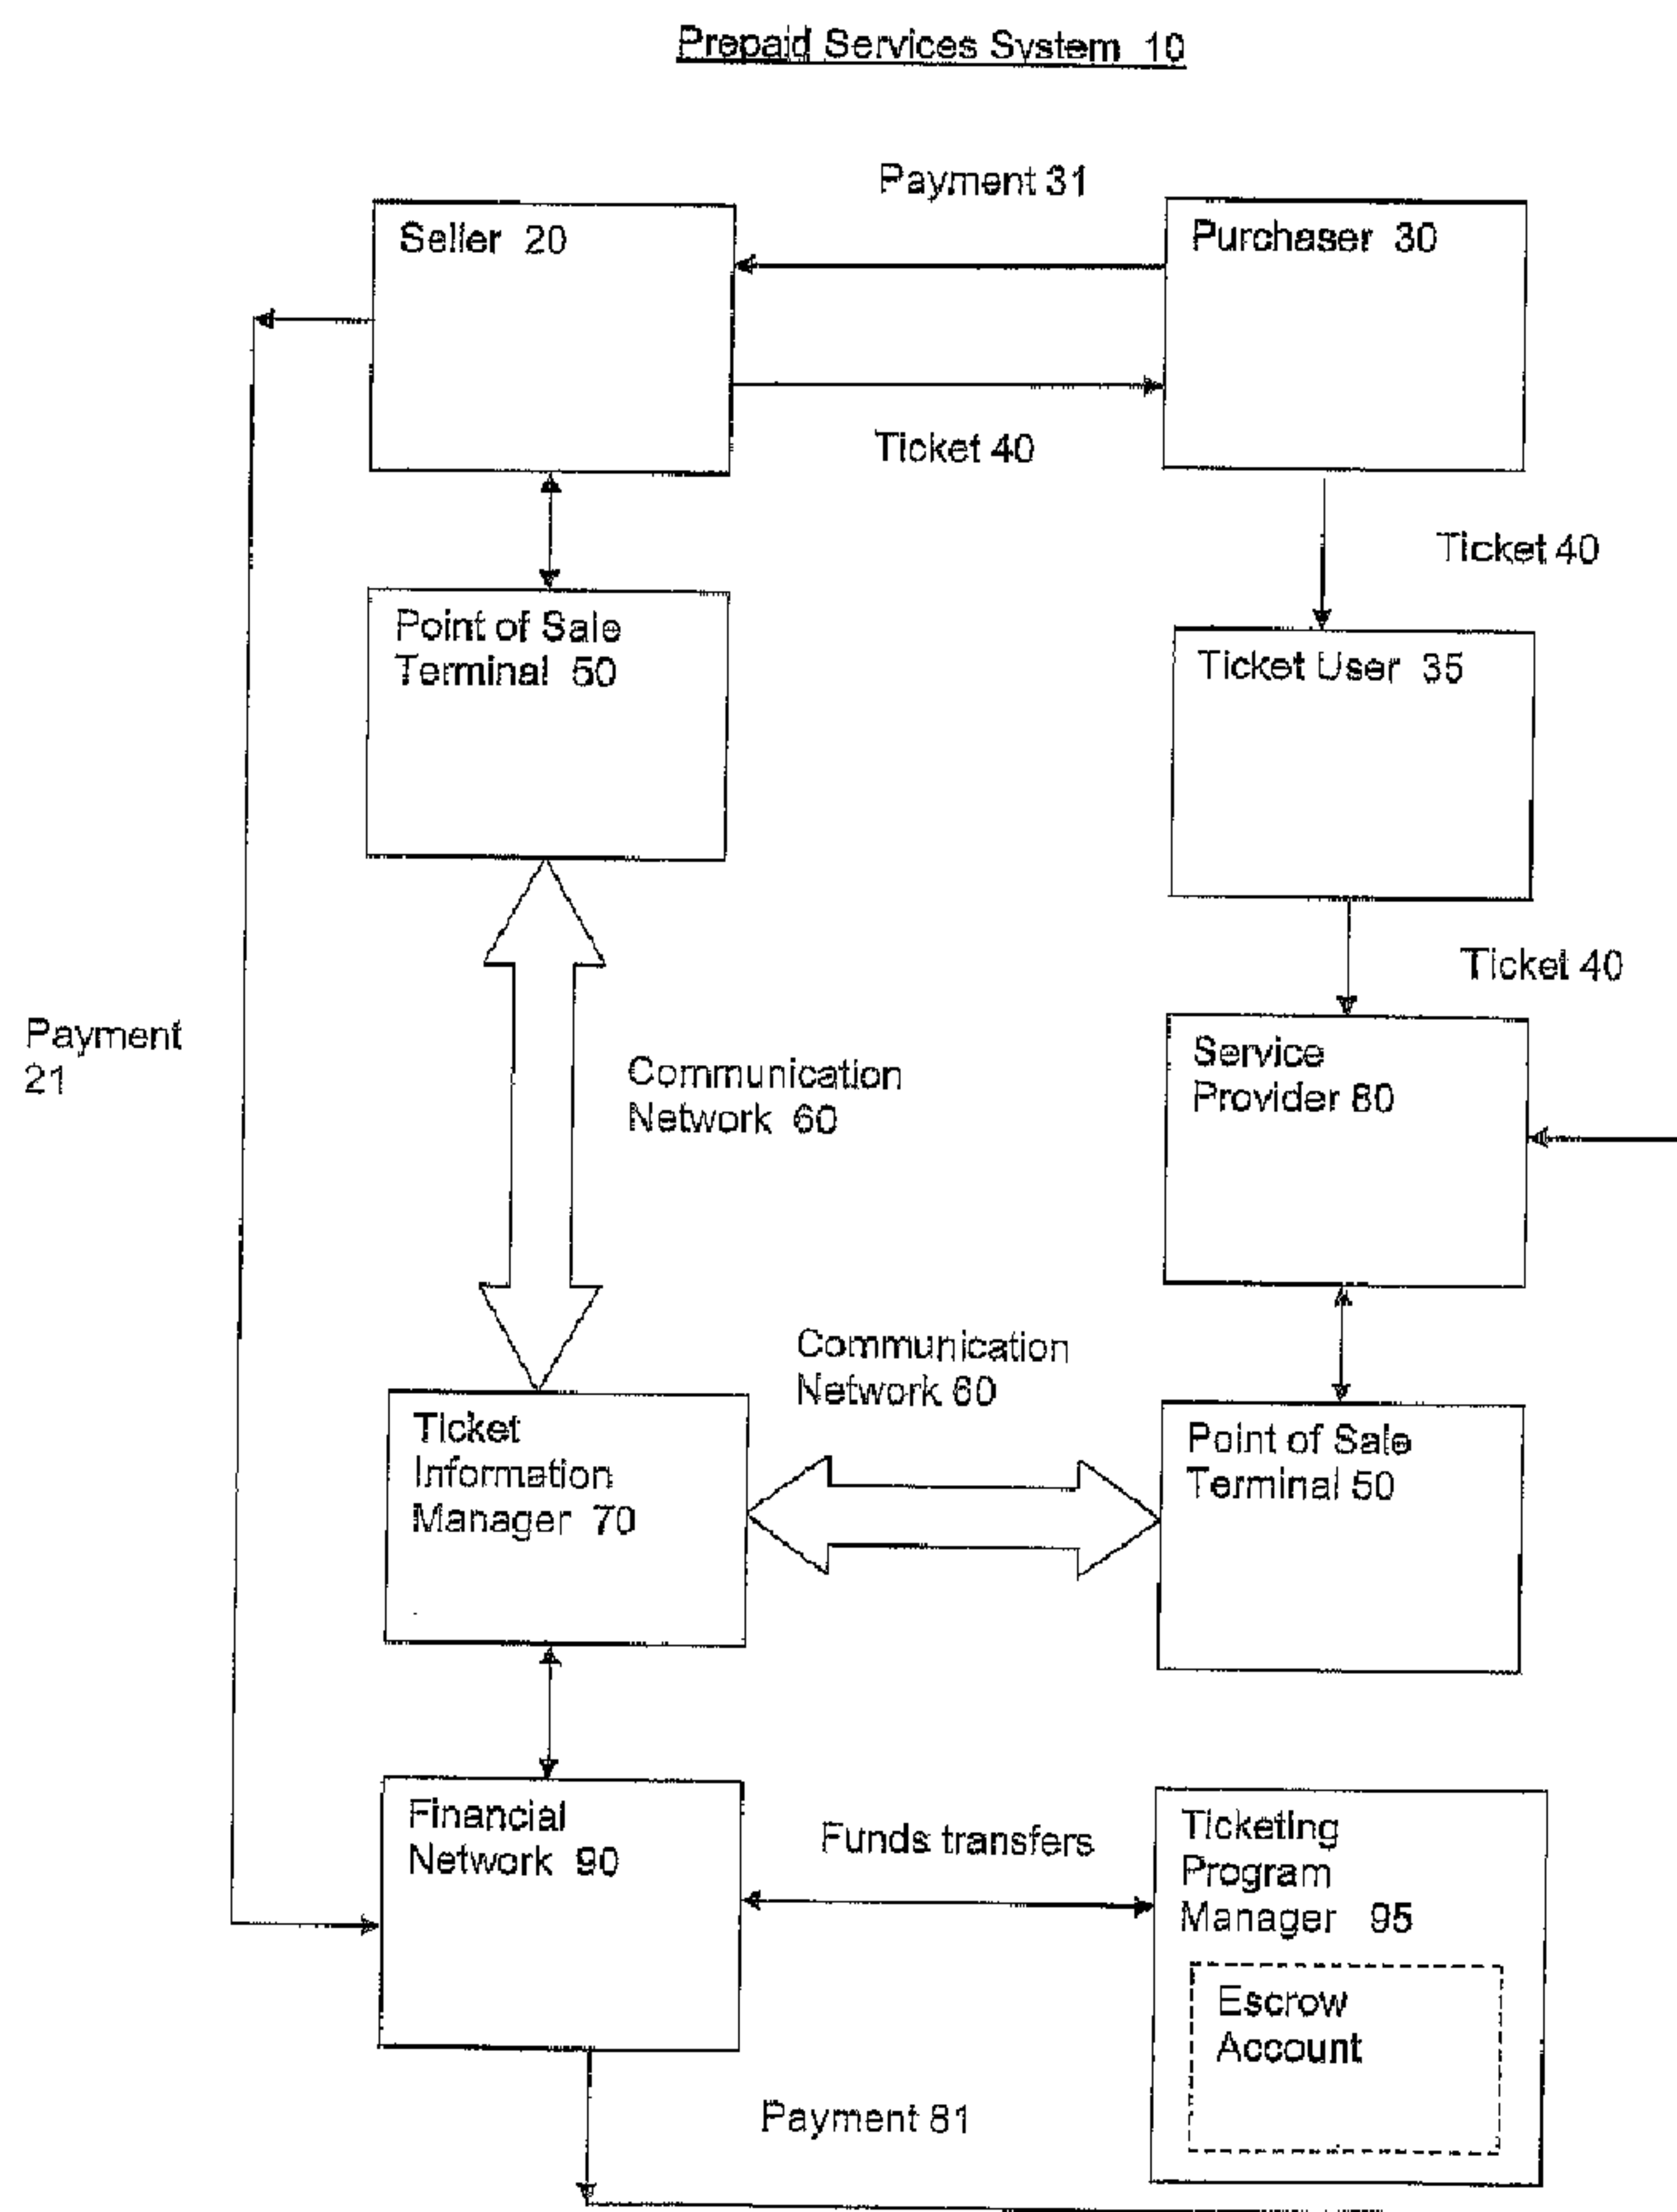 Prepaid Services System 10
Payment 31
Seller 20
Purchaser 30
Ticket 40
Ticket 40
Point of Sale
Terminal 50
Ticket User 35
Ticket 40
Payment
21
Communication
Network 60
Service
Provider 80
Communication
Network 60
Ticket
Information
Manager 70
Point of Sale
Terminal 50
Financial
Network 90
Funds transfers
Ticketing
Program
Manager 95
Escrow
Account
Payment 81